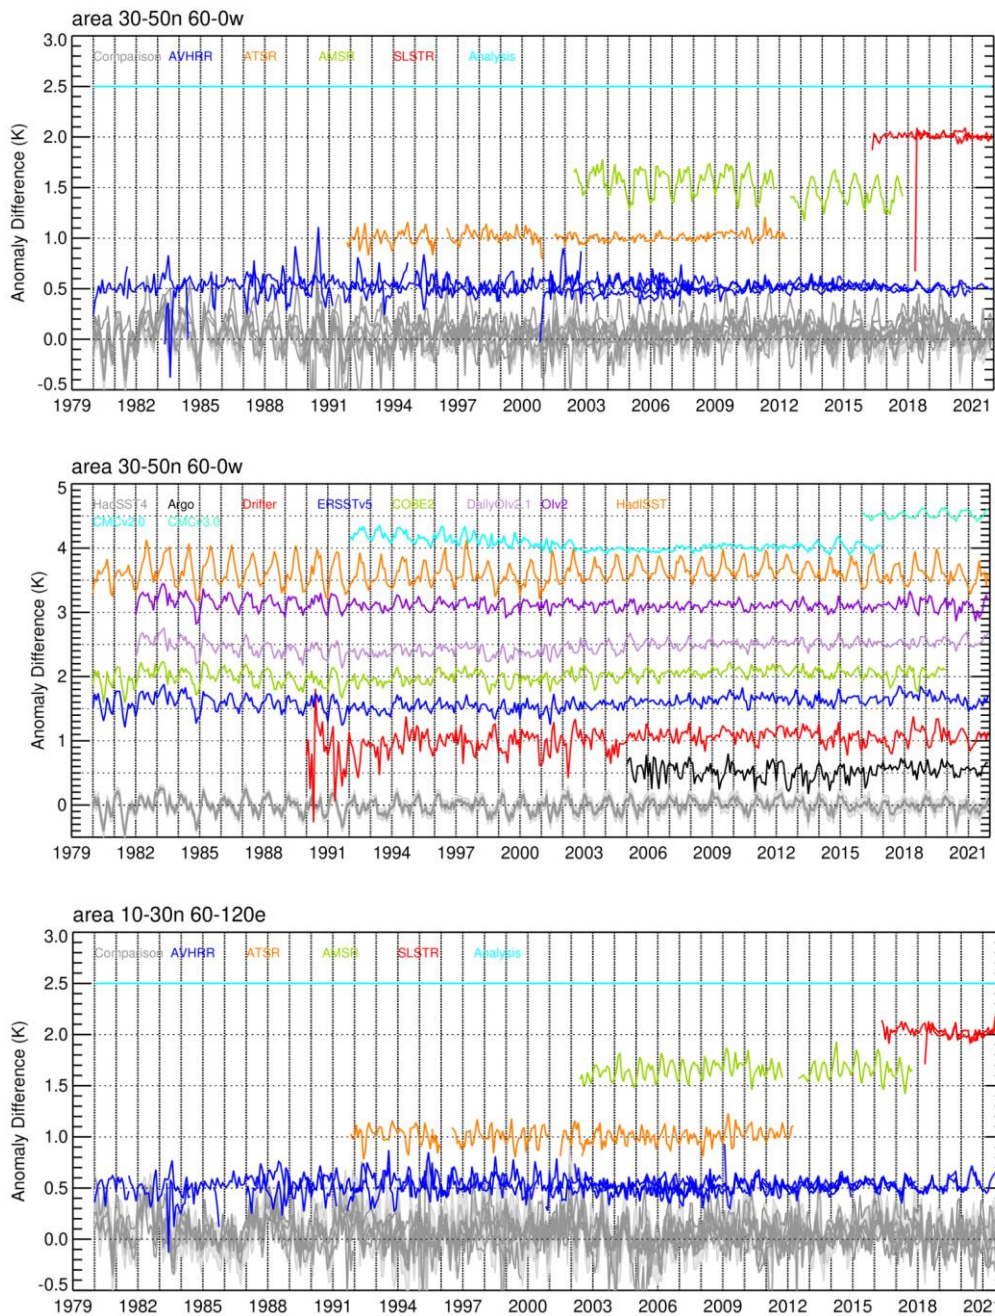 area 30-50n 60-0w
3.0
Comparison AVHRR ATSR AMSR SLSTR Analysis
2.5
2.0
1.5
1.0
0.5
0.0
-0.5
Anomaly Difference (K)
1979 1982 1985 1988 1991 1994 1997 2000 2003 2006 2009 2012 2015 2018 2021
area 30-50n 60-0w
5
HadSST4 Argo Drifter ERSSTv5 COBE2 DailyOIv2.1 OIv2 HadISST
CMCv2.0 CMCv3.0
4
3
2
1
0
Anomaly Difference (K)
1979 1982 1985 1988 1991 1994 1997 2000 2003 2006 2009 2012 2015 2018 2021
area 10-30n 60-120e
3.0
Comparison AVHRR ATSR AMSR SLSTR Analysis
2.5
2.0
1.5
1.0
0.5
0.0
-0.5
Anomaly Difference (K)
1979 1982 1985 1988 1991 1994 1997 2000 2003 2006 2009 2012 2015 2018 2021